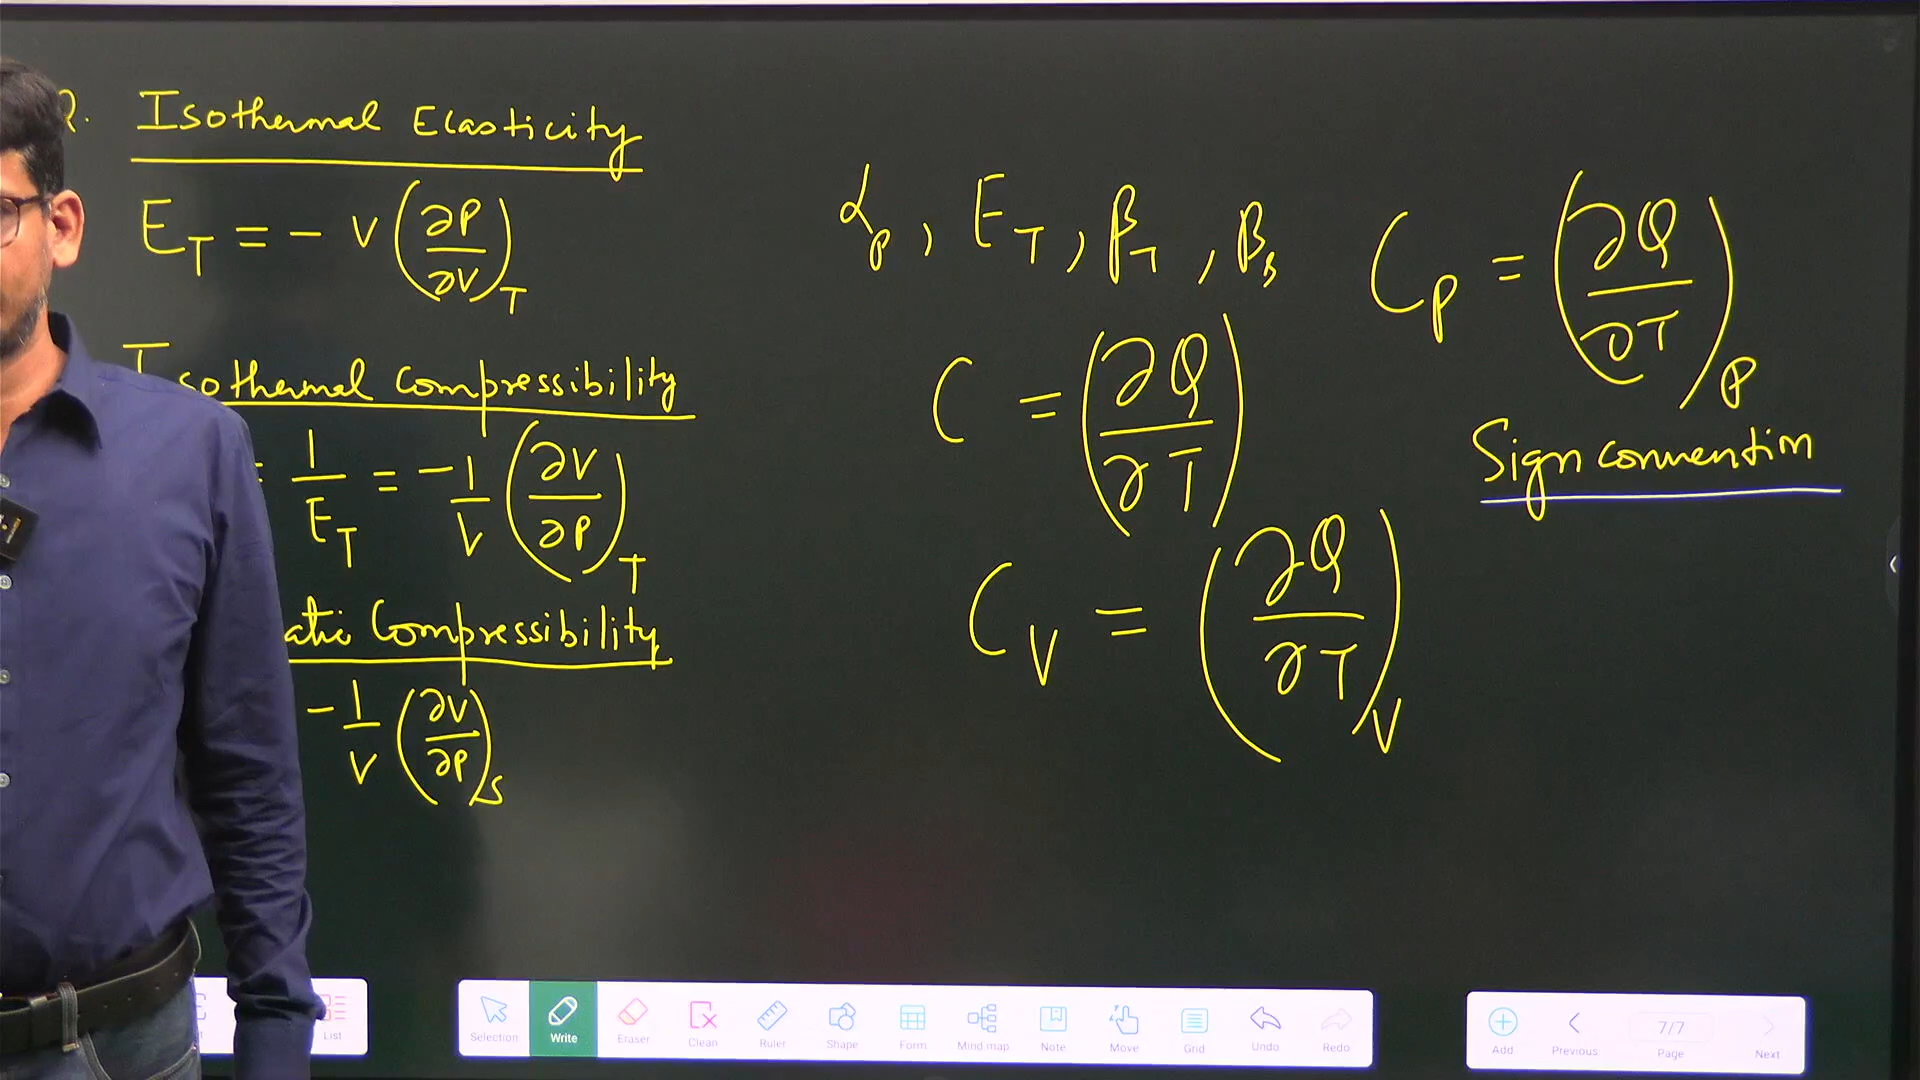 2. Isothermal Elasticity
E_T = - V (∂P/∂V)_T
Isothermal Compressibility
= 1/E_T = - 1/V (∂V/∂P)_T
atic Compressibility
- 1/V (∂V/∂P)_S
α_P, E_T, β_T, β_S
C_P = (∂Q/∂T)_P
C = (∂Q/∂T)
Sign convention
C_V = (∂Q/∂T)_V
List
Selection
Write
Eraser
Clean
Ruler
Shape
Form
Mind map
Note
Move
Grid
Undo
Redo
Add
Previous
7/7
Page
Next